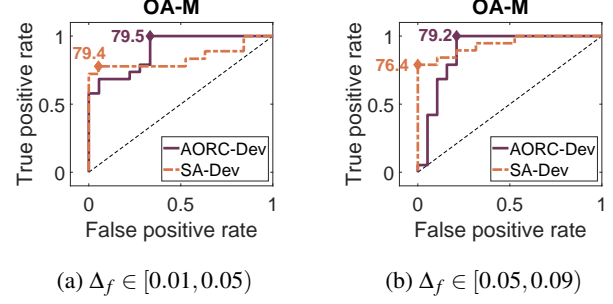 OA-M
OA-M
79.5
79.4
1
0.5
0
True positive rate
AORC-Dev
SA-Dev
0
0.5
1
False positive rate
79.2
76.4
1
0.5
0
True positive rate
AORC-Dev
SA-Dev
0
0.5
1
False positive rate
(a) Δ_f ∈ [0.01,0.05)
(b) Δ_f ∈ [0.05,0.09)